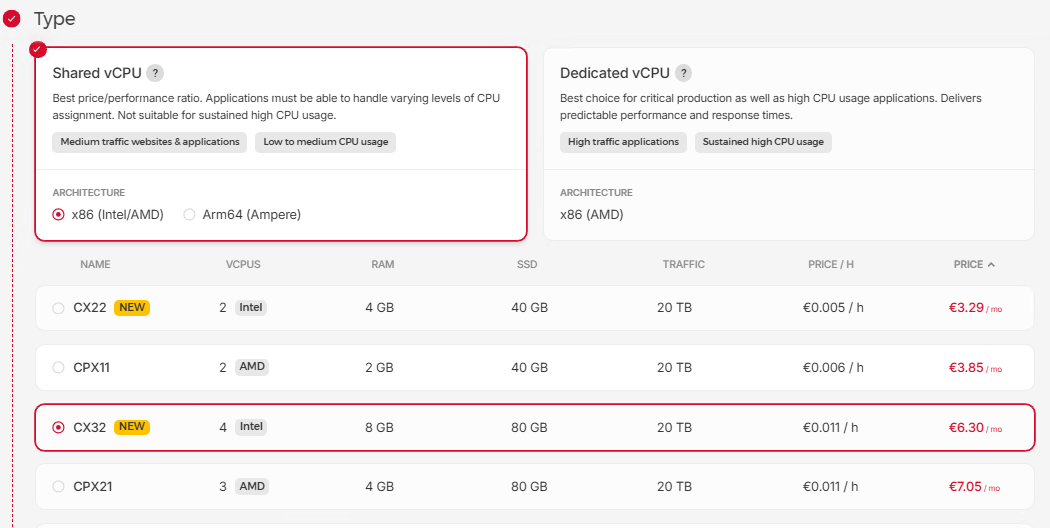 Type
Shared vCPU ?
Best price/performance ratio. Applications must be able to handle varying levels of CPU
assignment. Not suitable for sustained high CPU usage.
Medium traffic websites & applications Low to medium CPU usage
ARCHITECTURE
x86 (Intel/AMD) Arm64 (Ampere)
Dedicated vCPU ?
Best choice for critical production as well as high CPU usage applications. Delivers
predictable performance and response times.
High traffic applications Sustained high CPU usage
ARCHITECTURE
x86 (AMD)
NAME VCPUS RAM SSD TRAFFIC PRICE / H PRICE
CX22 NEW 2 Intel 4 GB 40 GB 20 TB €0.005 / h €3.29 / mo
CPX11 2 AMD 2 GB 40 GB 20 TB €0.006 / h €3.85 / mo
CX32 NEW 4 Intel 8 GB 80 GB 20 TB €0.011 / h €6.30 / mo
CPX21 3 AMD 4 GB 80 GB 20 TB €0.011 / h €7.05 / mo